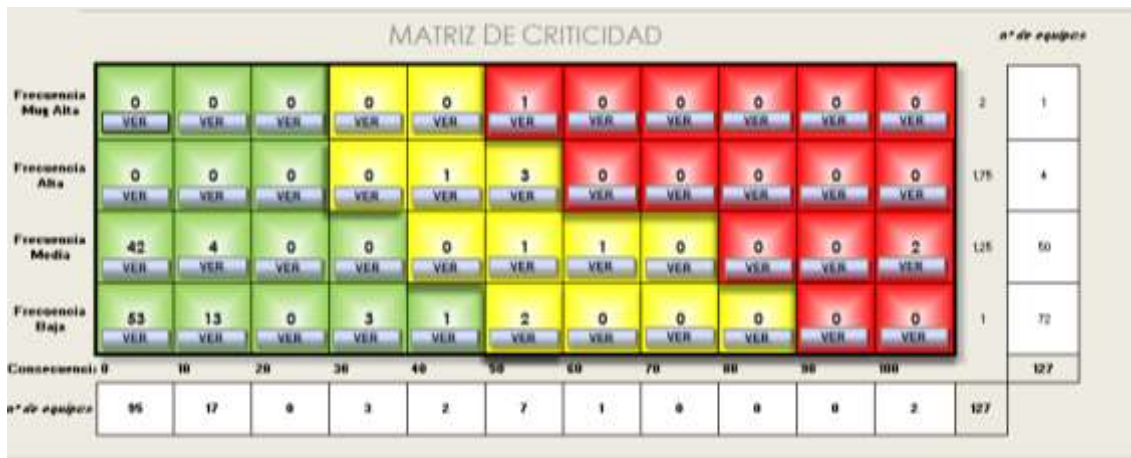 MATRIZ DE CRITICIDAD
nº de equipos
Frecuencia Muy Alta 0 0 0 0 0 1 0 0 0 0 0 2 1
VER VER VER VER VER VER VER VER VER VER VER
Frecuencia Alta 0 0 0 0 1 3 0 0 0 0 0 1,75 4
VER VER VER VER VER VER VER VER VER VER VER
Frecuencia Media 42 4 0 0 0 1 1 0 0 0 2 1,25 50
VER VER VER VER VER VER VER VER VER VER VER
Frecuencia Baja 53 13 0 3 1 2 0 0 0 0 0 1 72
VER VER VER VER VER VER VER VER VER VER VER
Consecuencia 0 10 20 30 40 50 60 70 80 90 100 127
nº de equipos 95 17 0 3 2 7 1 0 0 0 2 127